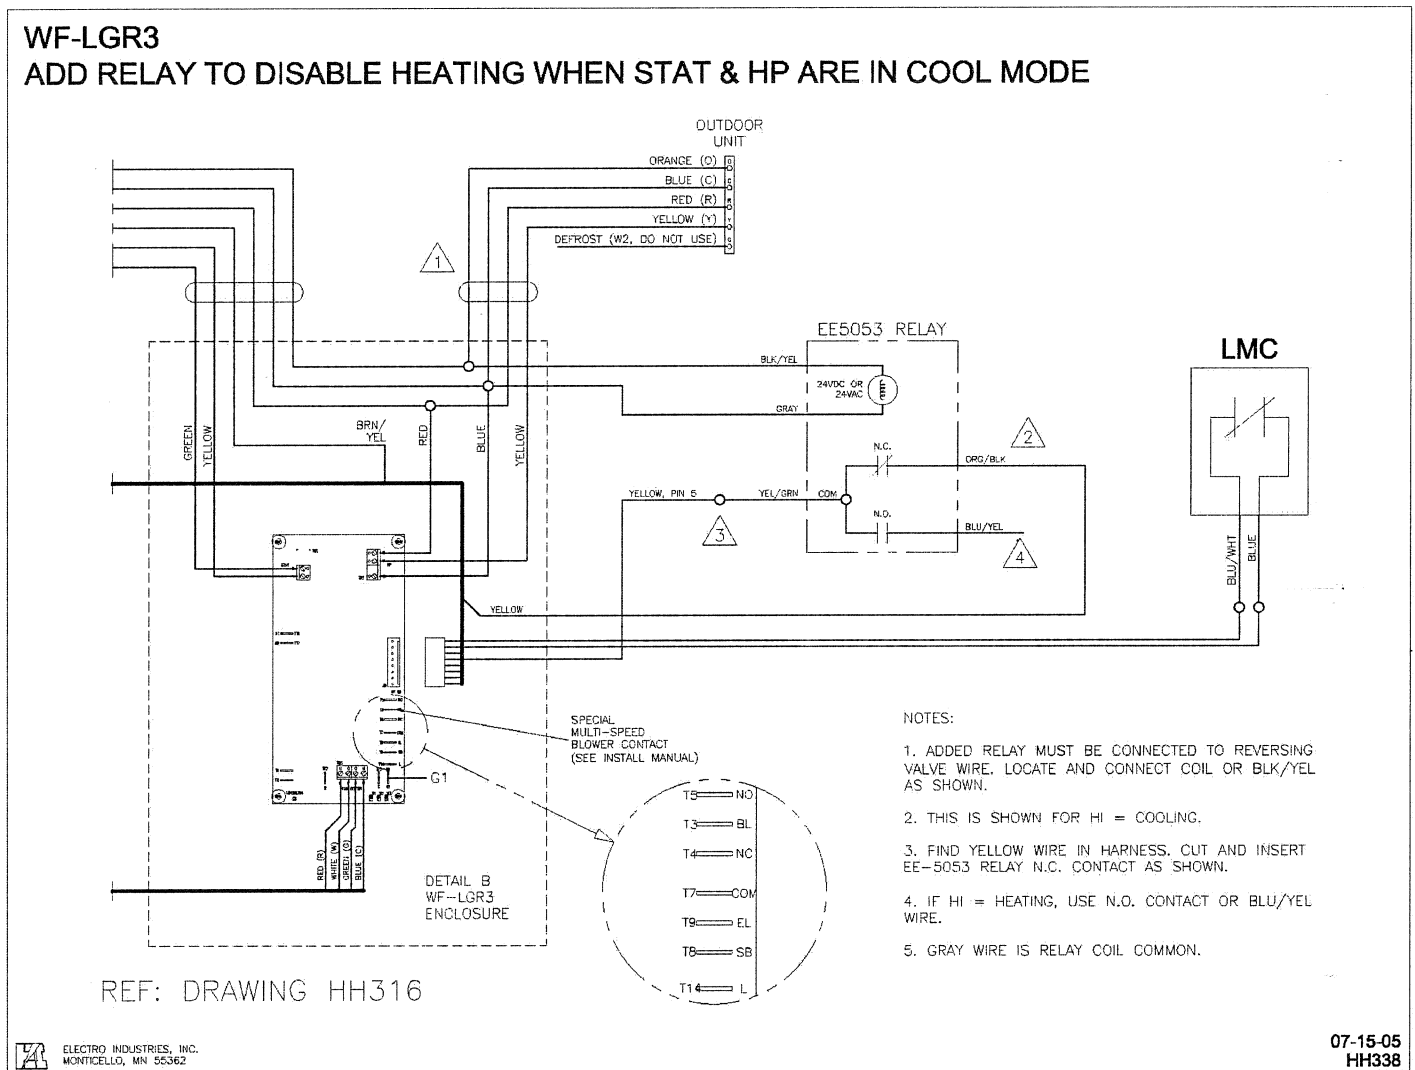 WF-LGR3
ADD RELAY TO DISABLE HEATING WHEN STAT & HP ARE IN COOL MODE
OUTDOOR
UNIT
ORANGE (O)
BLUE (C)
RED (R)
YELLOW (Y)
DEFROST (W2, DO NOT USE)
1
EE5053 RELAY
LMC
BLK/YEL
24VDC OR
24VAC
GRAY
GREEN
YELLOW
BRN/
YEL
RED
BLUE
YELLOW
2
N.C.
ORG/BLK
YELLOW, PIN 5
YEL/GRN
COM
N.O.
BLU/YEL
3
4
BLU/WHT
BLUE
YELLOW
SPECIAL
MULTI-SPEED
BLOWER CONTACT
(SEE INSTALL MANUAL)
G1
RED (R)
WHITE (W)
GREEN (G)
BLUE (C)
DETAIL B
WF-LGR3
ENCLOSURE
T5 NO
T3 BL
T4 NC
T7 COM
T9 EL
T8 SB
T14 L
NOTES:
1. ADDED RELAY MUST BE CONNECTED TO REVERSING
VALVE WIRE. LOCATE AND CONNECT COIL OR BLK/YEL
AS SHOWN.
2. THIS IS SHOWN FOR HI = COOLING.
3. FIND YELLOW WIRE IN HARNESS. CUT AND INSERT
EE-5053 RELAY N.C. CONTACT AS SHOWN.
4. IF HI = HEATING, USE N.O. CONTACT OR BLU/YEL
WIRE.
5. GRAY WIRE IS RELAY COIL COMMON.
REF: DRAWING HH316
ELECTRO INDUSTRIES, INC.
MONTICELLO, MN 55362
07-15-05
HH338